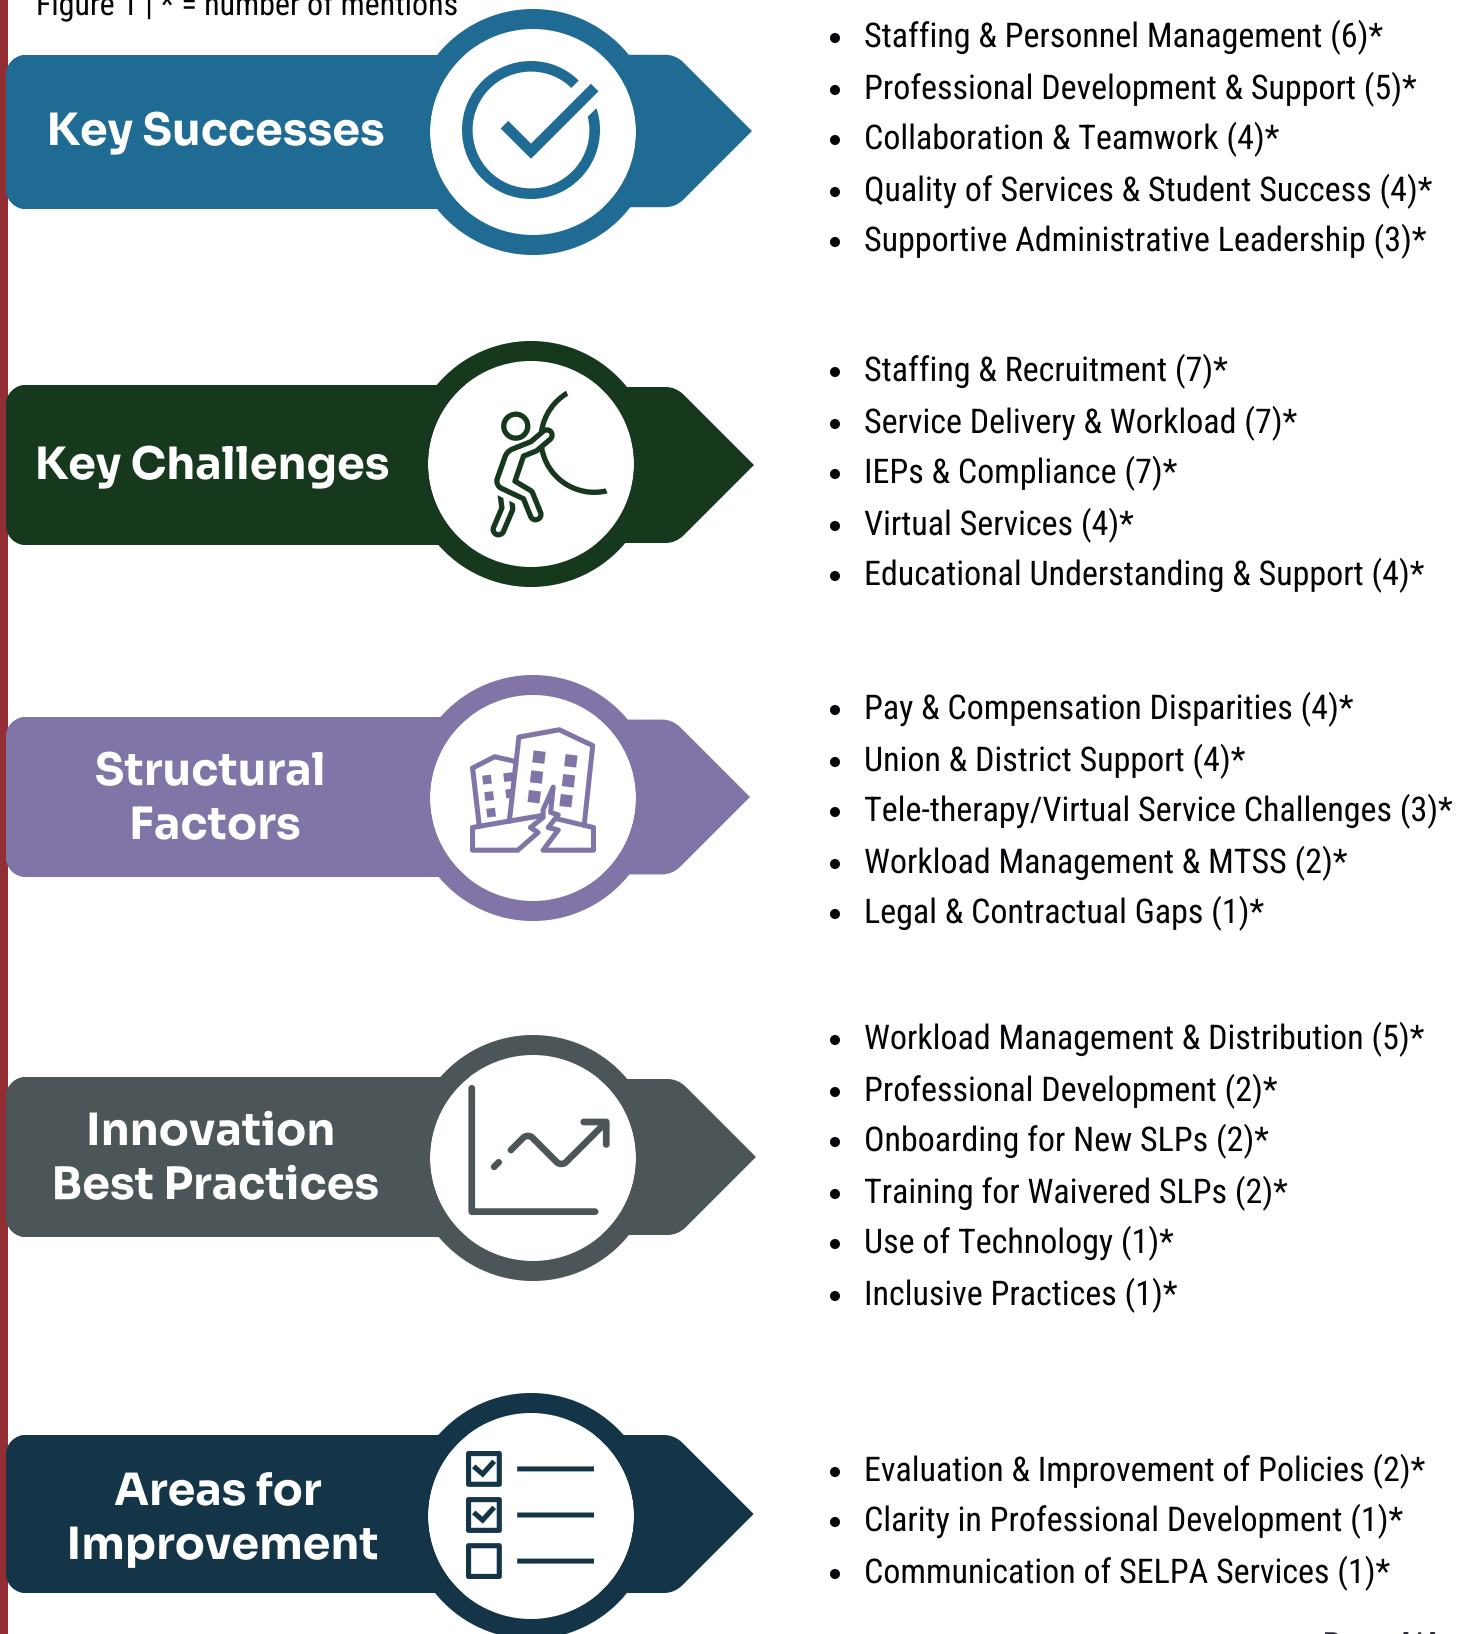 Figure 1 | * = number of mentions
Key Successes
• Staffing & Personnel Management (6)*
• Professional Development & Support (5)*
• Collaboration & Teamwork (4)*
• Quality of Services & Student Success (4)*
• Supportive Administrative Leadership (3)*
Key Challenges
• Staffing & Recruitment (7)*
• Service Delivery & Workload (7)*
• IEPs & Compliance (7)*
• Virtual Services (4)*
• Educational Understanding & Support (4)*
Structural
Factors
• Pay & Compensation Disparities (4)*
• Union & District Support (4)*
• Tele-therapy/Virtual Service Challenges (3)*
• Workload Management & MTSS (2)*
• Legal & Contractual Gaps (1)*
Innovation
Best Practices
• Workload Management & Distribution (5)*
• Professional Development (2)*
• Onboarding for New SLPs (2)*
• Training for Waivered SLPs (2)*
• Use of Technology (1)*
• Inclusive Practices (1)*
Areas for
Improvement
• Evaluation & Improvement of Policies (2)*
• Clarity in Professional Development (1)*
• Communication of SELPA Services (1)*